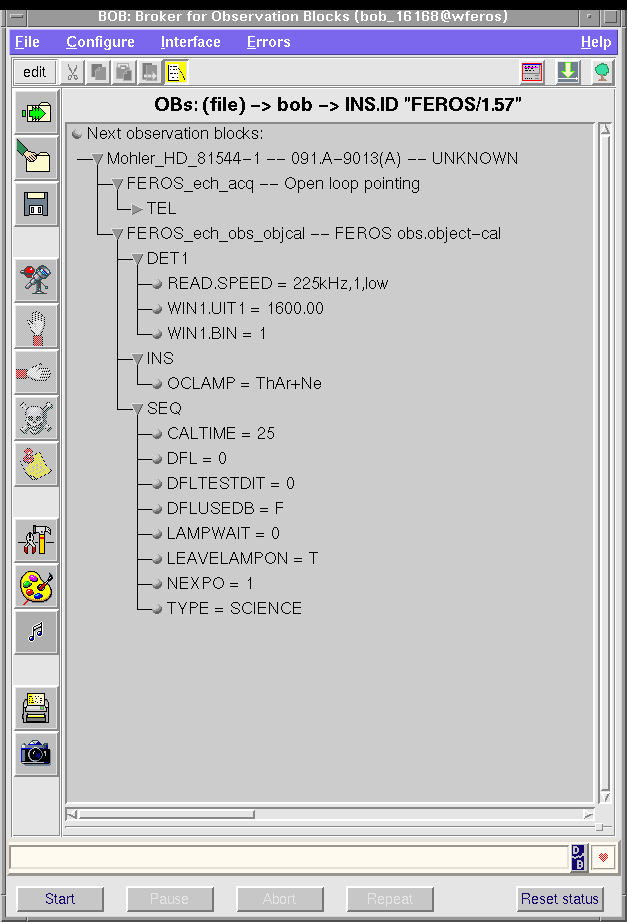 BOB: Broker for Observation Blocks (bob_16168@wferos)
File Configure Interface Errors Help
edit
OBs: (file) -> bob -> INS.ID "FEROS/1.57"
Next observation blocks:
Mohler_HD_81544-1 -- 091.A-9013(A) -- UNKNOWN
FEROS_ech_acq -- Open loop pointing
TEL
FEROS_ech_obs_objcal -- FEROS obs.object-cal
DET1
READ.SPEED = 225kHz,1,low
WIN1.UIT1 = 1600.00
WIN1.BIN = 1
INS
OCLAMP = ThAr+Ne
SEQ
CALTIME = 25
DFL = 0
DFLTESTDIT = 0
DFLUSEDB = F
LAMPWAIT = 0
LEAVELAMPON = T
NEXPO = 1
TYPE = SCIENCE
D B
Start Pause Abort Repeat Reset status